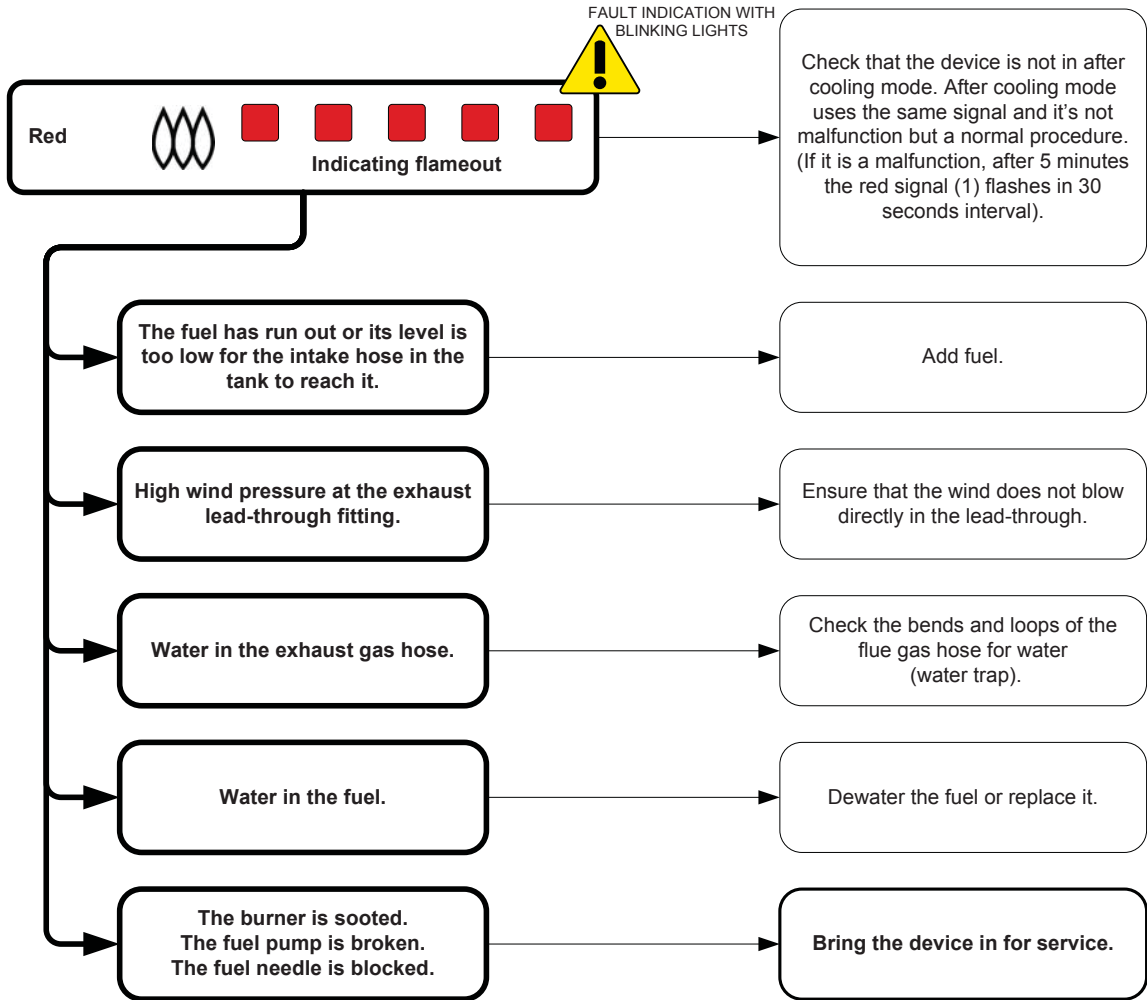 FAULT INDICATION WITH
BLINKING LIGHTS
Red
Indicating flameout
Check that the device is not in after
cooling mode. After cooling mode
uses the same signal and it's not
malfunction but a normal procedure.
(If it is a malfunction, after 5 minutes
the red signal (1) flashes in 30
seconds interval).
The fuel has run out or its level is
too low for the intake hose in the
tank to reach it.
Add fuel.
High wind pressure at the exhaust
lead-through fitting.
Ensure that the wind does not blow
directly in the lead-through.
Water in the exhaust gas hose.
Check the bends and loops of the
flue gas hose for water
(water trap).
Water in the fuel.
Dewater the fuel or replace it.
The burner is sooted.
The fuel pump is broken.
The fuel needle is blocked.
Bring the device in for service.